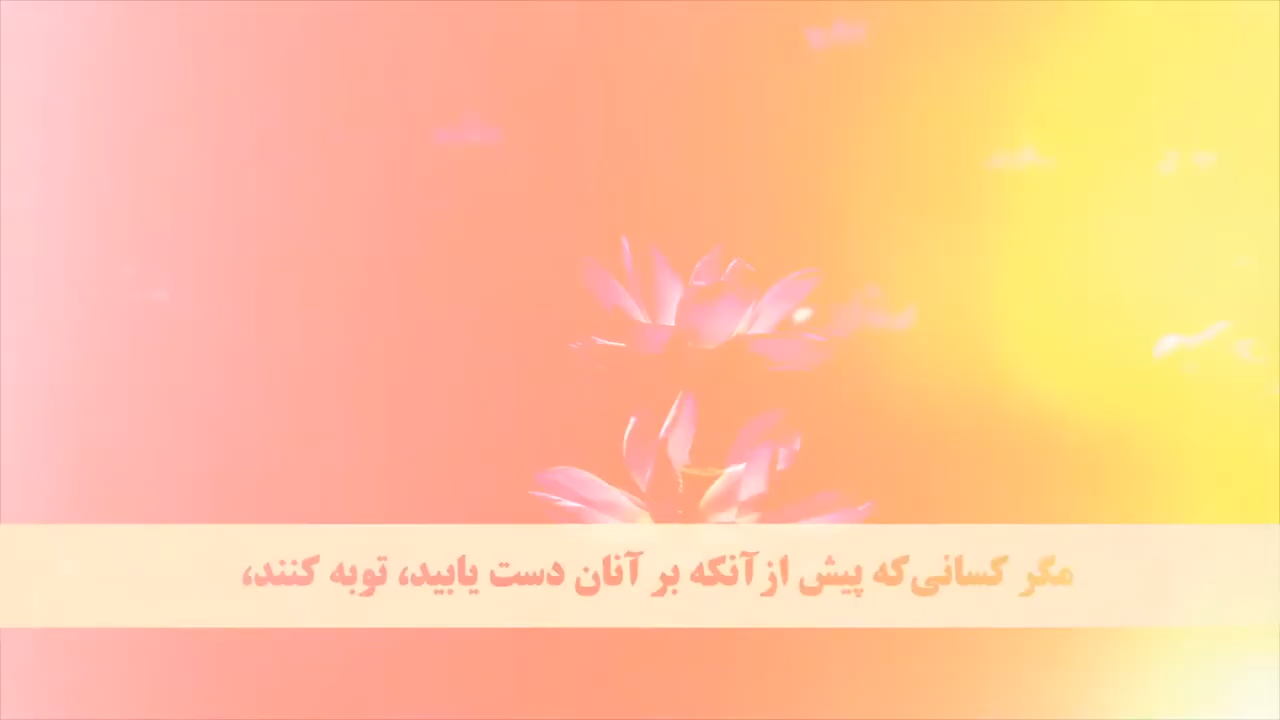 مگر کسانی‌که پیش ازآنکه بر آنان دست یابید، توبه کنند،